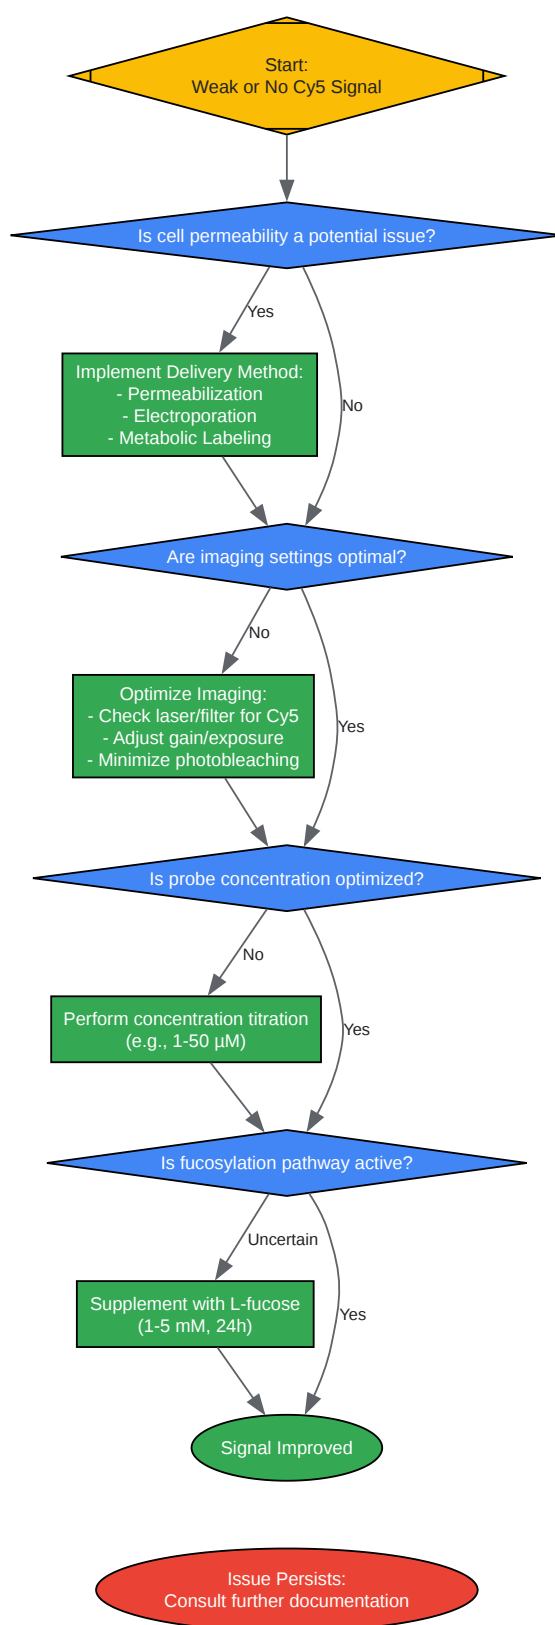 Start:
Weak or No Cy5 Signal
Is cell permeability a potential issue?
Yes
Implement Delivery Method:
- Permeabilization
- Electroporation
- Metabolic Labeling
No
Are imaging settings optimal?
No
Optimize Imaging:
- Check laser/filter for Cy5
- Adjust gain/exposure
- Minimize photobleaching
Yes
Is probe concentration optimized?
No
Perform concentration titration
(e.g., 1-50 µM)
Yes
Is fucosylation pathway active?
Uncertain
Supplement with L-fucose
(1-5 mM, 24h)
Yes
Signal Improved
Issue Persists:
Consult further documentation